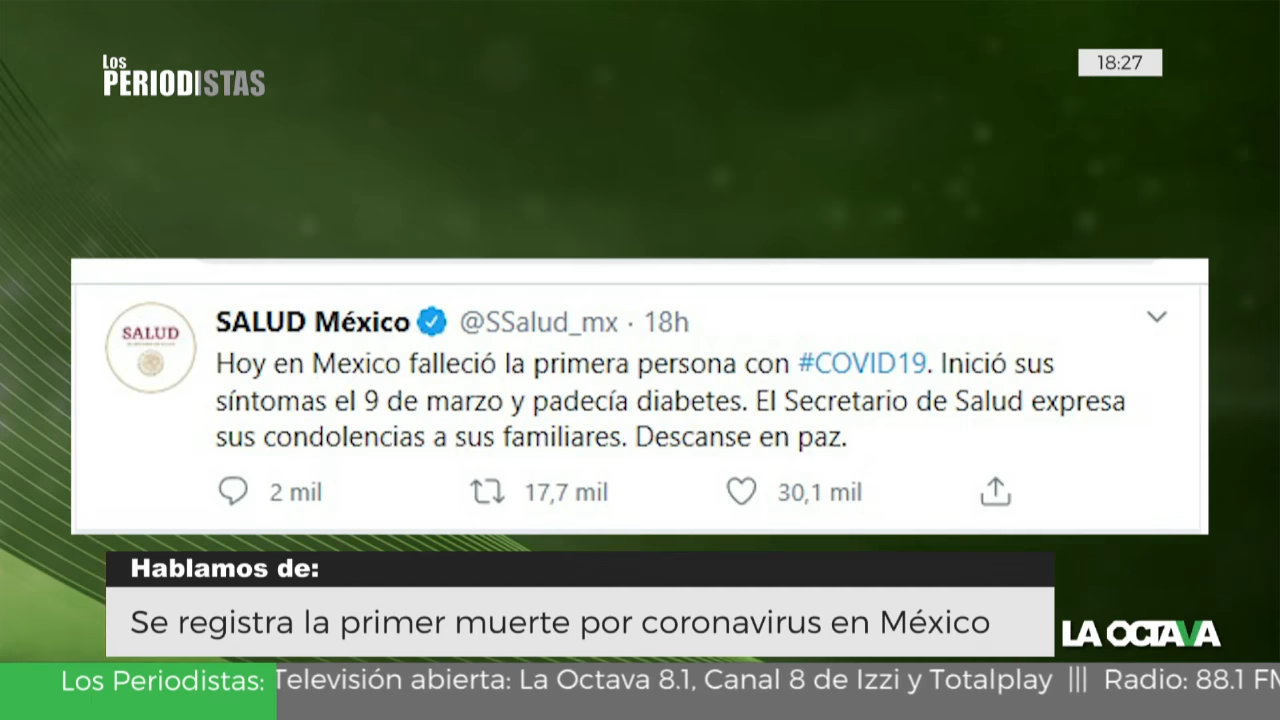 Los
PERIODISTAS
18:27
SALUD
SALUD México @SSalud_mx · 18h
Hoy en Mexico falleció la primera persona con #COVID19. Inició sus
síntomas el 9 de marzo y padecía diabetes. El Secretario de Salud expresa
sus condolencias a sus familiares. Descanse en paz.
2 mil 17,7 mil 30,1 mil
Hablamos de:
Se registra la primer muerte por coronavirus en México
LA OCTAVA
Los Periodistas: Televisión abierta: La Octava 8.1, Canal 8 de Izzi y Totalplay ||| Radio: 88.1 FM